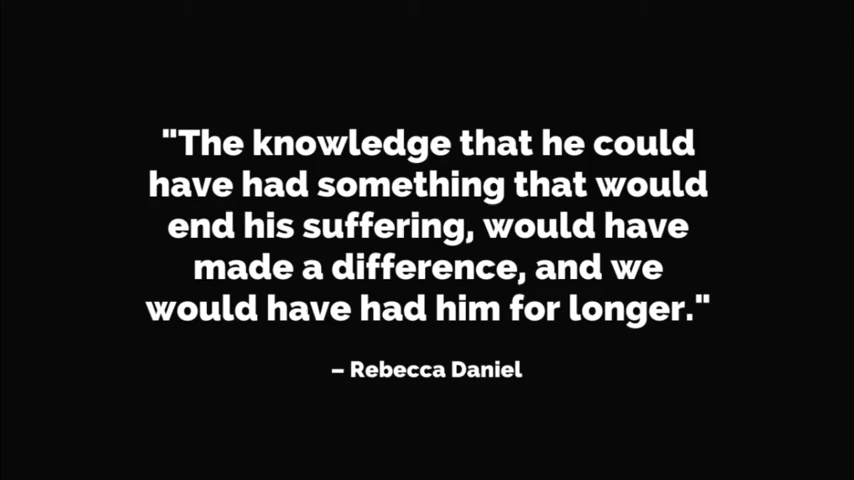 "The knowledge that he could
have had something that would
end his suffering, would have
made a difference, and we
would have had him for longer."
– Rebecca Daniel